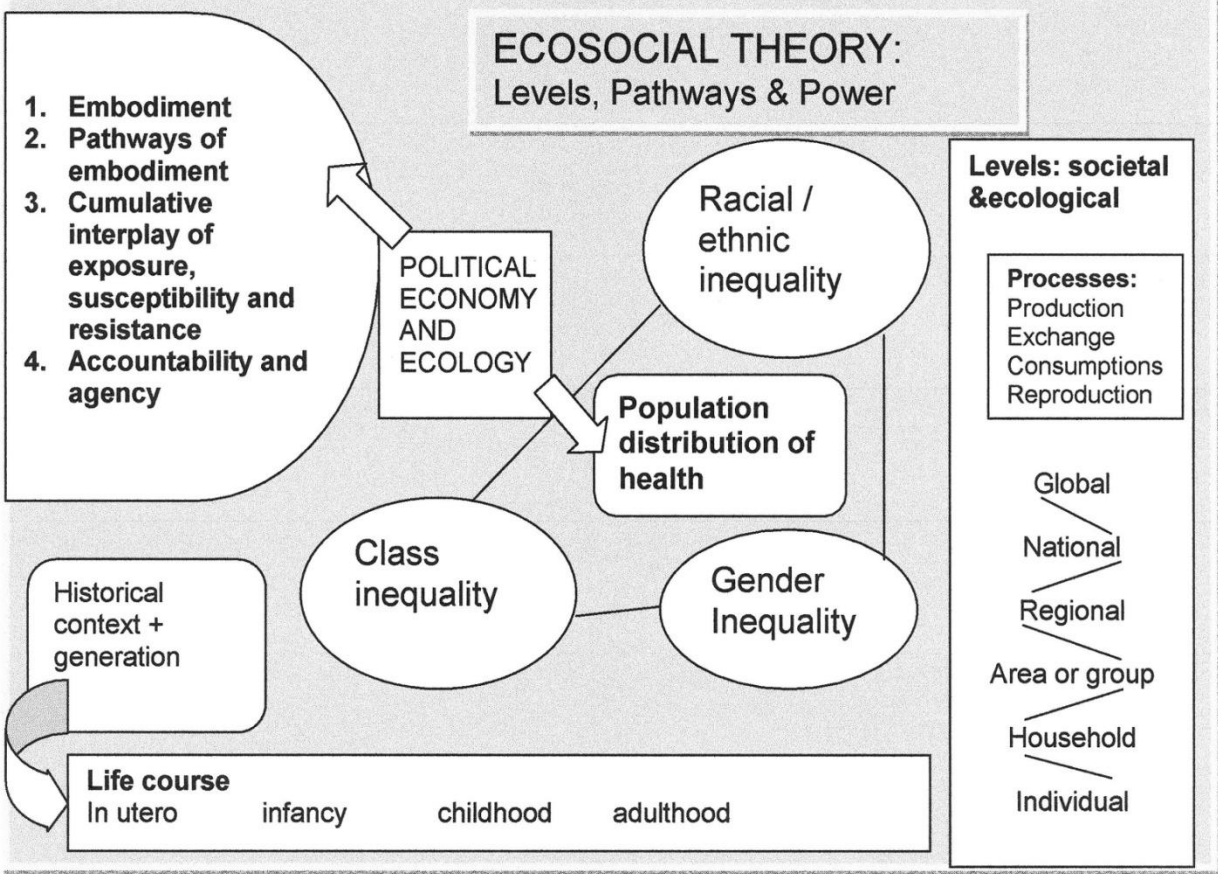 ECOSOCIAL THEORY:
Levels, Pathways & Power
1. Embodiment
2. Pathways of
embodiment
3. Cumulative
interplay of
exposure,
susceptibility and
resistance
4. Accountability and
agency
POLITICAL
ECONOMY
AND
ECOLOGY
Racial /
ethnic
inequality
Population
distribution of
health
Class
inequality
Gender
Inequality
Historical
context +
generation
Life course
In utero infancy childhood adulthood
Levels: societal
&ecological
Processes:
Production
Exchange
Consumptions
Reproduction
Global
National
Regional
Area or group
Household
Individual